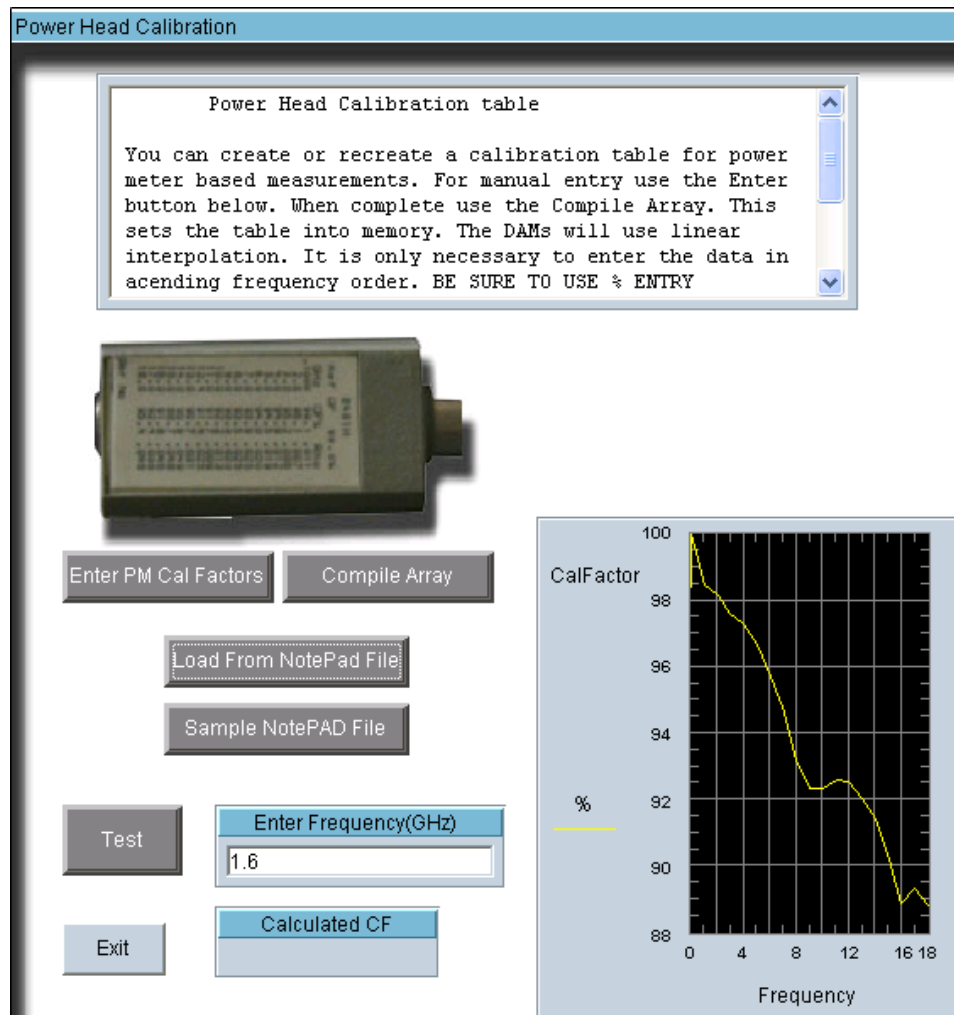 Power Head Calibration
Power Head Calibration table
You can create or recreate a calibration table for power
meter based measurements. For manual entry use the Enter
button below. When complete use the Compile Array. This
sets the table into memory. The DAMs will use linear
interpolation. It is only necessary to enter the data in
acending frequency order. BE SURE TO USE % ENTRY
Enter PM Cal Factors
Compile Array
Load From NotePad File
Sample NotePAD File
Test
Enter Frequency(GHz)
1.6
Exit
Calculated CF
CalFactor
%
100
98
96
94
92
90
88
0 4 8 12 16 18
Frequency